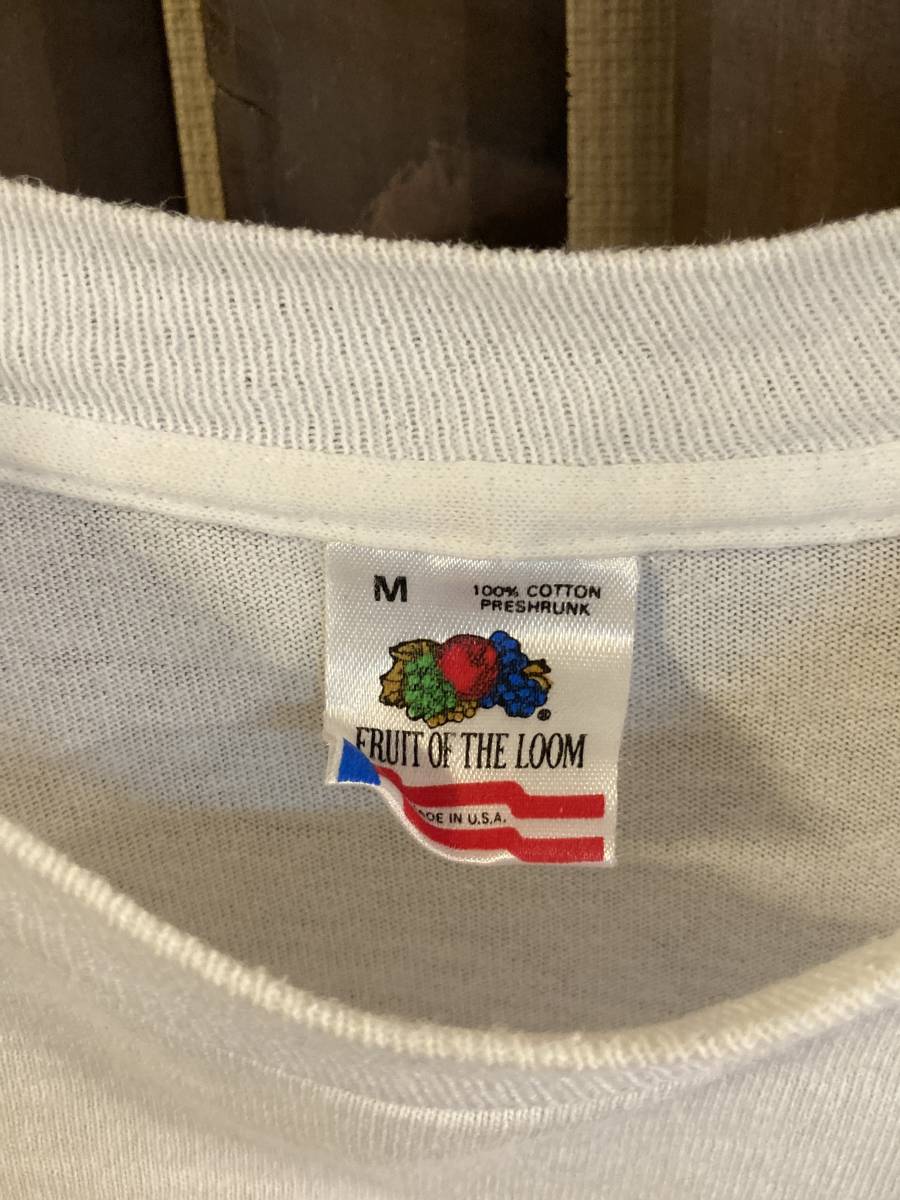 M
100% COTTON
PRESHRUNK
®
FRUIT OF THE LOOM
IN U.S.A.